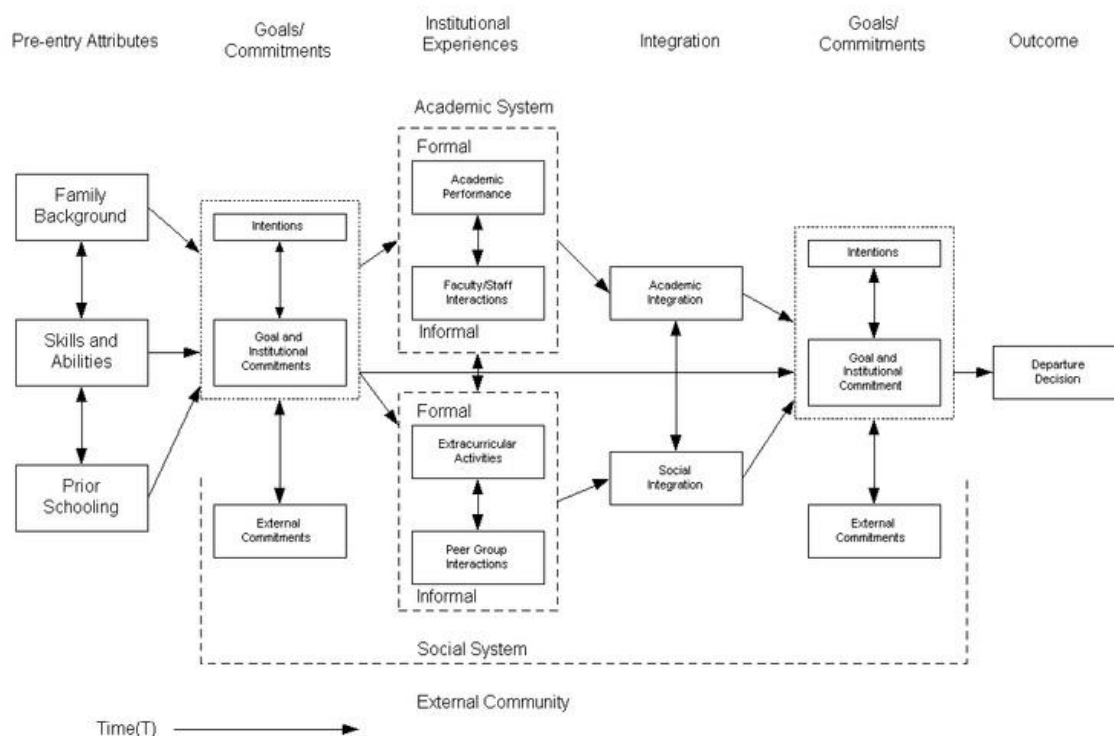 Pre-entry Attributes
Goals/
Commitments
Institutional
Experiences
Integration
Goals/
Commitments
Outcome
Academic System
Formal
Academic
Performance
Faculty/Staff
Interactions
Informal
Family
Background
Skills and
Abilities
Prior
Schooling
Intentions
Goal and
Institutional
Commitments
External
Commitments
Formal
Extracurricular
Activities
Peer Group
Interactions
Informal
Social System
Academic
Integration
Social
Integration
Intentions
Goal and
Institutional
Commitment
External
Commitments
Departure
Decision
External Community
Time(T)